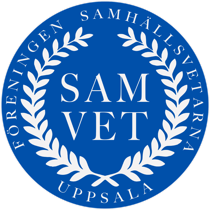 FÖRENINGEN SAMHÄLLSVETARNA
SAM
VET
UPPSALA